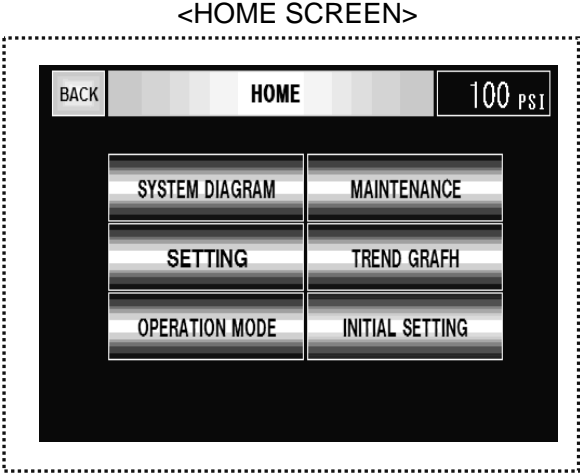 <HOME SCREEN>
BACK HOME 100 PSI
SYSTEM DIAGRAM MAINTENANCE
SETTING TREND GRAFH
OPERATION MODE INITIAL SETTING